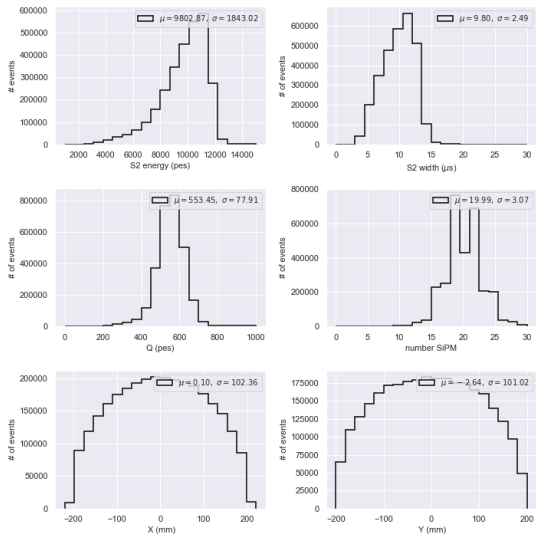 μ = 9802.87, σ = 1843.02
600000
500000
400000
300000
200000
100000
0
# of events
2000 4000 6000 8000 10000 12000 14000
S2 energy (pes)
μ = 9.80, σ = 2.49
600000
500000
400000
300000
200000
100000
0
# of events
0 5 10 15 20 25 30
S2 width (μs)
μ = 553.45, σ = 77.91
800000
600000
400000
200000
0
# of events
0 200 400 600 800 1000
Q (pes)
μ = 19.99, σ = 3.07
800000
600000
400000
200000
0
# of events
0 5 10 15 20 25 30
number SiPM
μ = 0.10, σ = 102.36
200000
150000
100000
50000
0
# of events
−200 −100 0 100 200
X (mm)
μ = −2.64, σ = 101.02
175000
150000
125000
100000
75000
50000
25000
0
# of events
−200 −100 0 100 200
Y (mm)